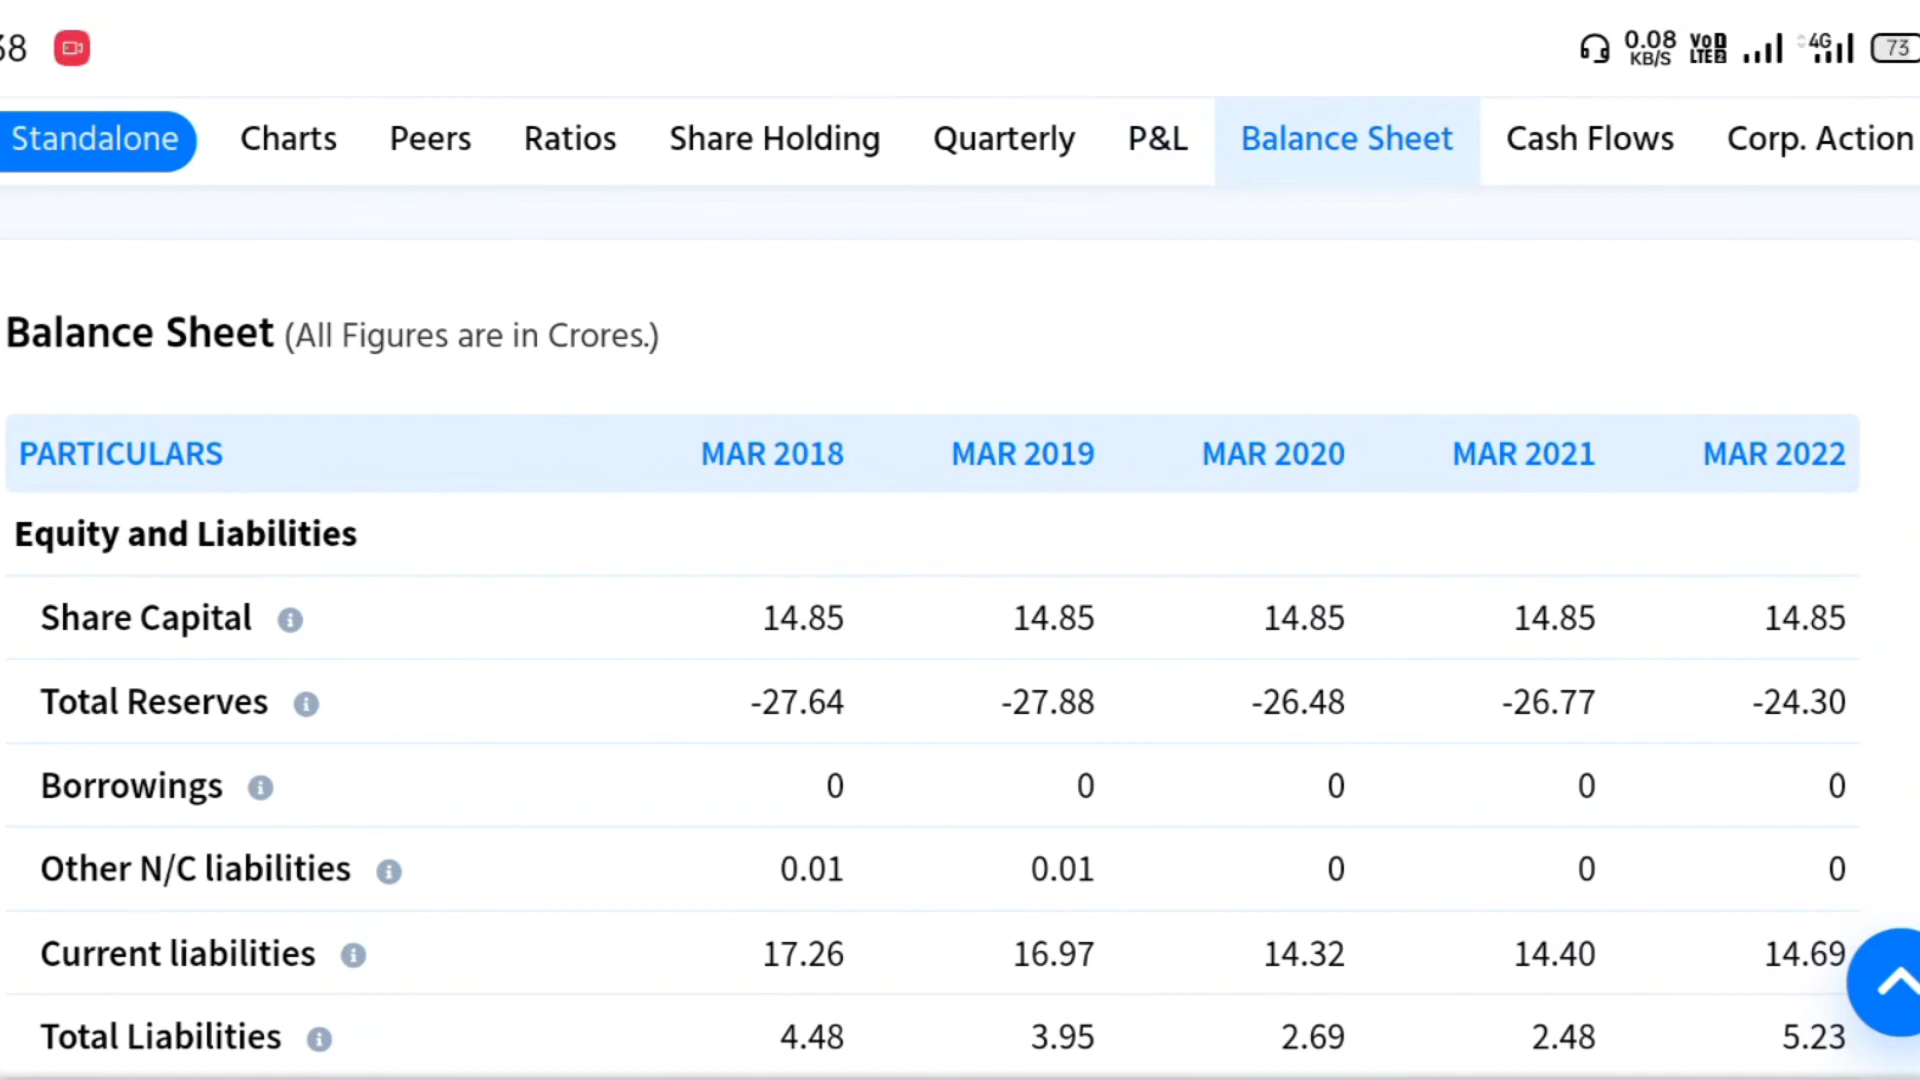 0.08 KB/S VoD LTE2 4G 73
Standalone Charts Peers Ratios Share Holding Quarterly P&L Balance Sheet Cash Flows Corp. Action
Balance Sheet (All Figures are in Crores.)
PARTICULARS MAR 2018 MAR 2019 MAR 2020 MAR 2021 MAR 2022
Equity and Liabilities
Share Capital 14.85 14.85 14.85 14.85 14.85
Total Reserves -27.64 -27.88 -26.48 -26.77 -24.30
Borrowings 0 0 0 0 0
Other N/C liabilities 0.01 0.01 0 0 0
Current liabilities 17.26 16.97 14.32 14.40 14.69
Total Liabilities 4.48 3.95 2.69 2.48 5.23